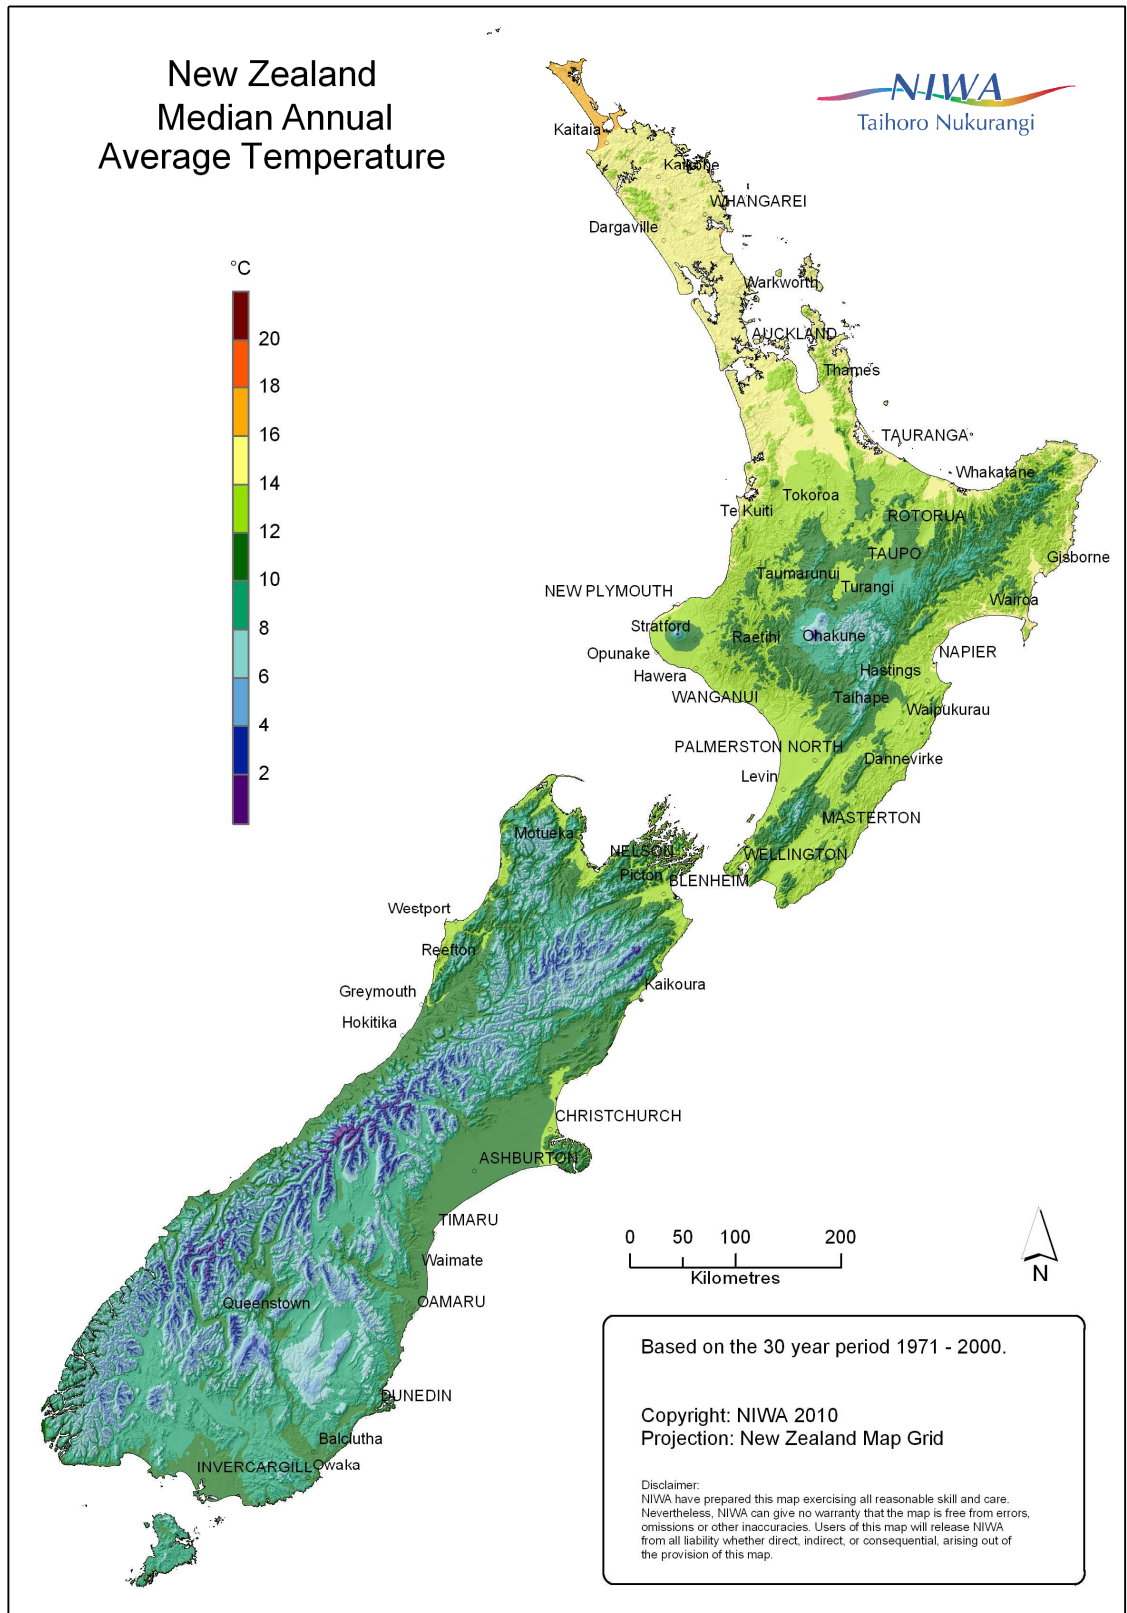 New Zealand
Median Annual
Average Temperature
NIWA
Taihoro Nukurangi
°C
20
18
16
14
12
10
8
6
4
2
Kaitaia
Kaikohe
WHANGAREI
Dargaville
Warkworth
AUCKLAND
Thames
TAURANGA
Whakatane
Tokoroa
Te Kuiti
ROTORUA
TAUPO
Gisborne
Taumarunui
Turangi
NEW PLYMOUTH
Wairoa
Stratford
Raetihi
Ohakune
Opunake
NAPIER
Hastings
Hawera
WANGANUI
Taihape
Waipukurau
PALMERSTON NORTH
Dannevirke
Levin
MASTERTON
Motueka
NELSON
WELLINGTON
Picton
BLENHEIM
Westport
Reefton
Kaikoura
Greymouth
Hokitika
CHRISTCHURCH
ASHBURTON
TIMARU
Waimate
Queenstown
OAMARU
DUNEDIN
Balclutha
INVERCARGILL
Owaka
0 50 100 200
Kilometres
N
Based on the 30 year period 1971 - 2000.
Copyright: NIWA 2010
Projection: New Zealand Map Grid
Disclaimer:
NIWA have prepared this map exercising all reasonable skill and care.
Nevertheless, NIWA can give no warranty that the map is free from errors,
omissions or other inaccuracies. Users of this map will release NIWA
from all liability whether direct, indirect, or consequential, arising out of
the provision of this map.